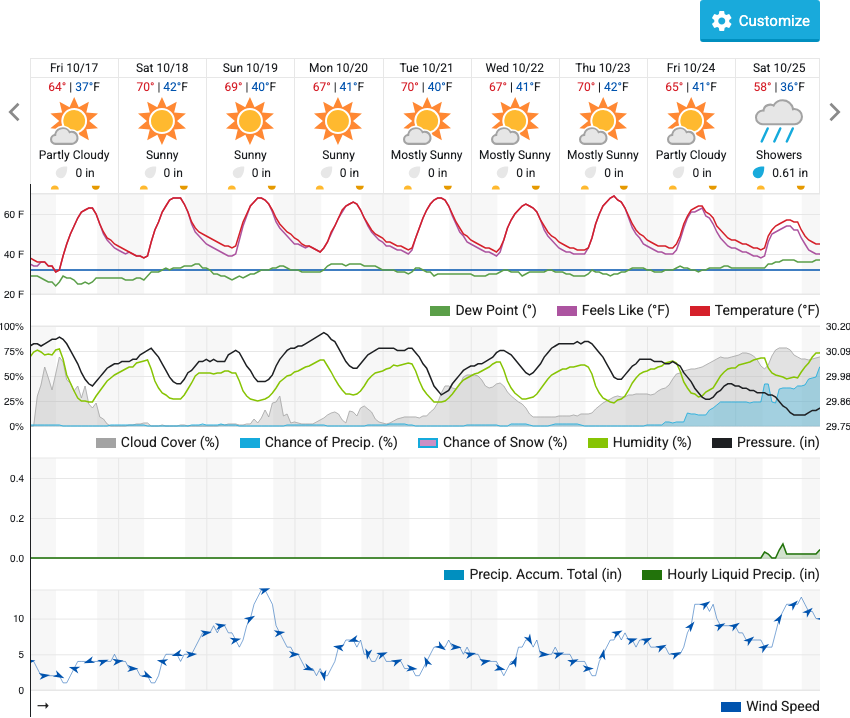 Customize
Fri 10/17 Sat 10/18 Sun 10/19 Mon 10/20 Tue 10/21 Wed 10/22 Thu 10/23 Fri 10/24 Sat 10/25
64° | 37°F 70° | 42°F 69° | 40°F 67° | 41°F 70° | 40°F 67° | 41°F 70° | 42°F 65° | 41°F 58° | 36°F
Partly Cloudy Sunny Sunny Sunny Mostly Sunny Mostly Sunny Mostly Sunny Partly Cloudy Showers
0 in 0 in 0 in 0 in 0 in 0 in 0 in 0 in 0.61 in
60 F
40 F
20 F
Dew Point (°) Feels Like (°F) Temperature (°F)
100% 30.20
75% 30.09
50% 29.98
25% 29.86
0% 29.75
Cloud Cover (%) Chance of Precip. (%) Chance of Snow (%) Humidity (%) Pressure. (in)
0.4
0.2
0.0
Precip. Accum. Total (in) Hourly Liquid Precip. (in)
10
5
0
Wind Speed